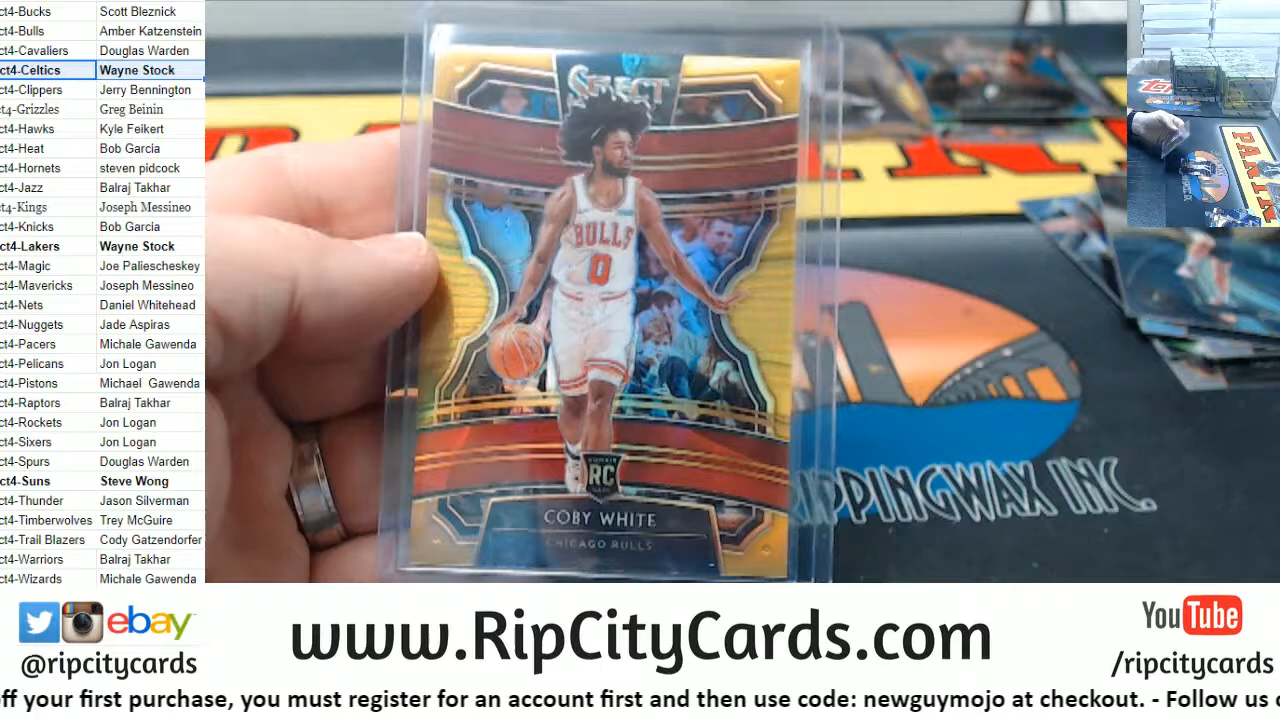 ct4-Bucks Scott Bleznick
ct4-Bulls Amber Katzenstein
ct4-Cavaliers Douglas Warden
ct4-Celtics Wayne Stock
ct4-Clippers Jerry Bennington
ct4-Grizzles Greg Beinin
ct4-Hawks Kyle Feikert
ct4-Heat Bob Garcia
ct4-Hornets steven pidcock
ct4-Jazz Balraj Takhar
ct4-Kings Joseph Messineo
ct4-Knicks Bob Garcia
ct4-Lakers Wayne Stock
ct4-Magic Joe Paliescheskey
ct4-Mavericks Joseph Messineo
ct4-Nets Daniel Whitehead
ct4-Nuggets Jade Aspiras
ct4-Pacers Michale Gawenda
ct4-Pelicans Jon Logan
ct4-Pistons Michael Gawenda
ct4-Raptors Balraj Takhar
ct4-Rockets Jon Logan
ct4-Sixers Jon Logan
ct4-Spurs Douglas Warden
ct4-Suns Steve Wong
ct4-Thunder Jason Silverman
ct4-Timberwolves Trey McGuire
ct4-Trail Blazers Cody Gatzendorfer
ct4-Warriors Balraj Takhar
ct4-Wizards Michale Gawenda
SELECT
BULLS
0
RC
COBY WHITE
CHICAGO BULLS
PPINGWAX INC.
PANI
ebay
@ripcitycards
www.RipCityCards.com
YouTube
/ripcitycards
off your first purchase, you must register for an account first and then use code: newguymojo at checkout. - Follow us